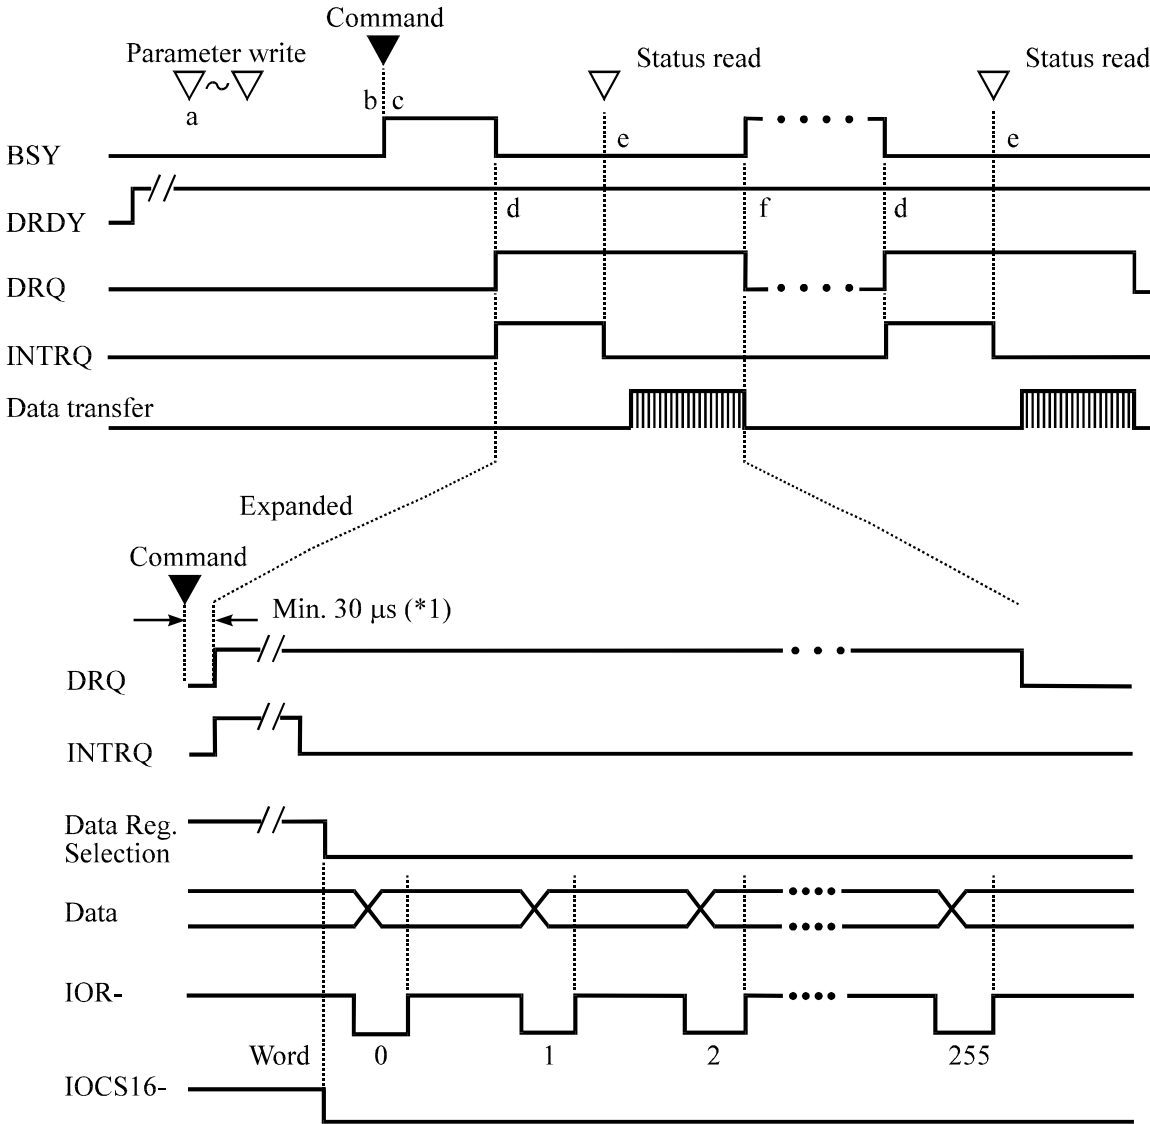 Command
Parameter write
Status read
Status read
a
b
c
BSY
e
e
DRDY
d
f
d
DRQ
INTRQ
Data transfer
Expanded
Command
Min. 30 μs (*1)
DRQ
INTRQ
Data Reg.
Selection
Data
IOR-
Word 0 1 2 255
IOCS16-